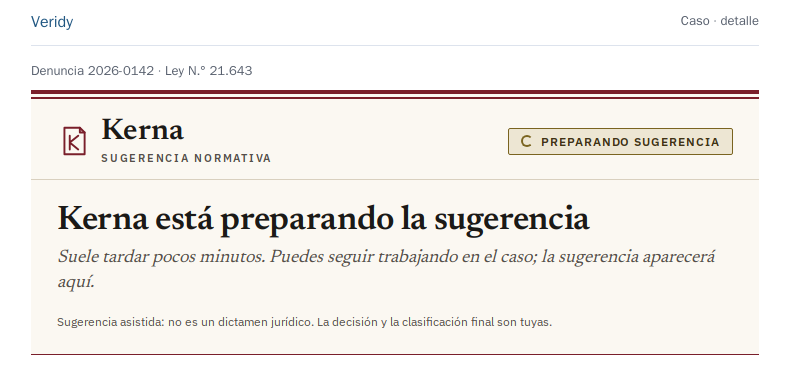 Veridy
Caso · detalle
Denuncia 2026-0142 · Ley N.° 21.643
Kerna
SUGERENCIA NORMATIVA
PREPARANDO SUGERENCIA
Kerna está preparando la sugerencia
Suele tardar pocos minutos. Puedes seguir trabajando en el caso; la sugerencia aparecerá
aquí.
Sugerencia asistida: no es un dictamen jurídico. La decisión y la clasificación final son tuyas.